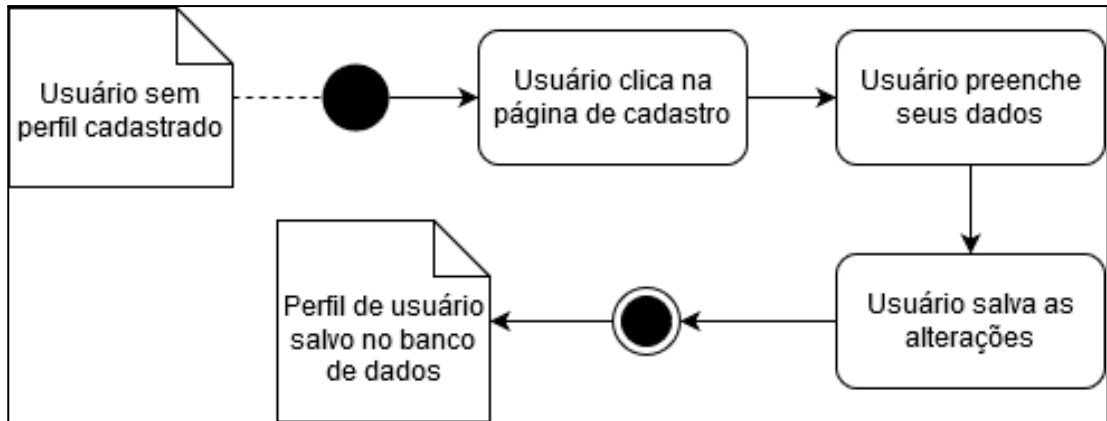 Usuário sem
perfil cadastrado
Usuário clica na
página de cadastro
Usuário preenche
seus dados
Usuário salva as
alterações
Perfil de usuário
salvo no banco
de dados